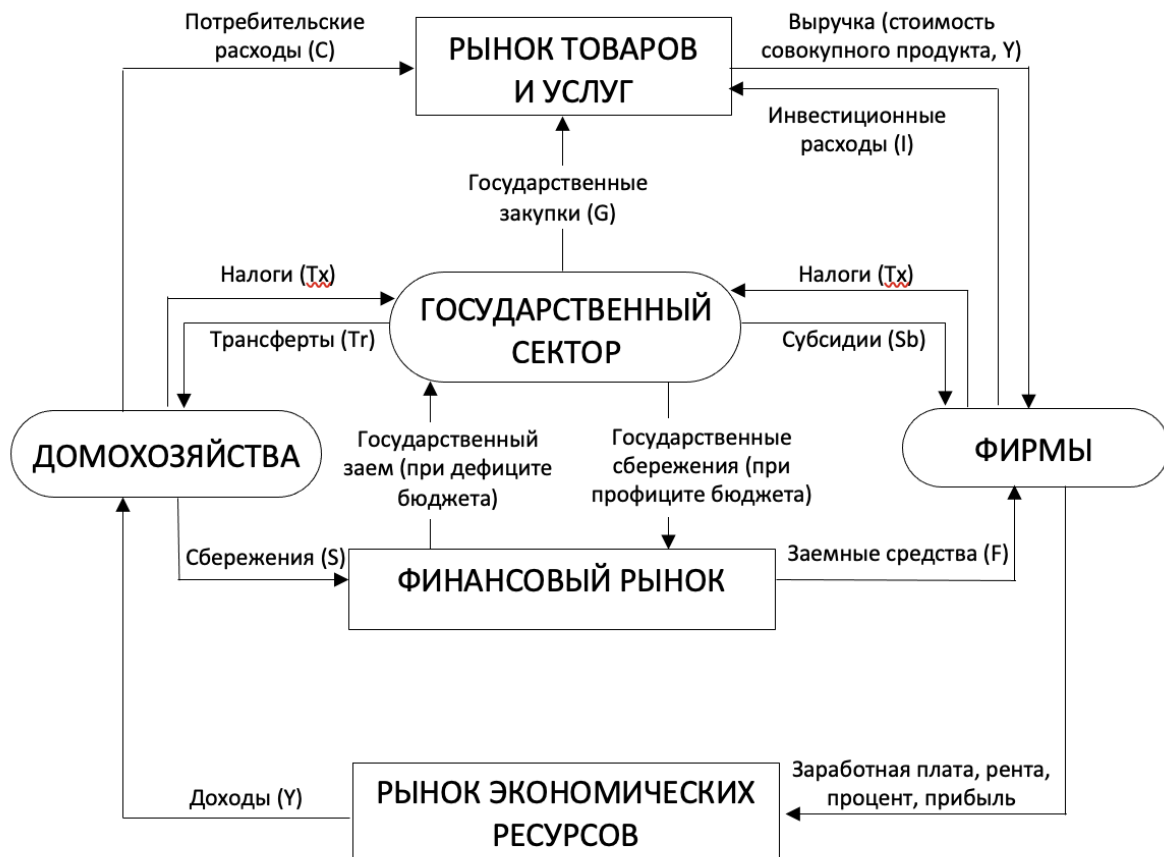 Потребительские
расходы (C)
РЫНОК ТОВАРОВ
И УСЛУГ
Выручка (стоимость
совокупного продукта, Y)
Инвестиционные
расходы (I)
Государственные
закупки (G)
Налоги (Tx)
Трансферты (Tr)
ГОСУДАРСТВЕННЫЙ
СЕКТОР
Налоги (Tx)
Субсидии (Sb)
ДОМОХОЗЯЙСТВА
Государственный
заем (при дефиците
бюджета)
Государственные
сбережения (при
профиците бюджета)
ФИРМЫ
Сбережения (S)
ФИНАНСОВЫЙ РЫНОК
Заемные средства (F)
Доходы (Y)
РЫНОК ЭКОНОМИЧЕСКИХ
РЕСУРСОВ
Заработная плата, рента,
процент, прибыль